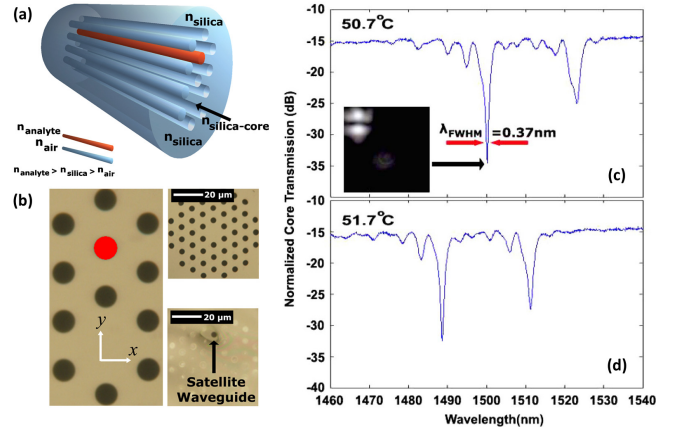 (a)
n_silica
n_silica
n_silica-core
n_silica
n_analyte
n_air
n_analyte > n_silica > n_air
(b)
20 µm
y
x
20 µm
Satellite
Waveguide
Normalized Core Transmission (dB)
-10
-15
-20
-25
-30
-35
50.7°C
λ_FWHM =0.37nm
(c)
-10
-15
-20
-25
-30
-35
-40
51.7°C
(d)
1460 1470 1480 1490 1500 1510 1520 1530 1540
Wavelength(nm)